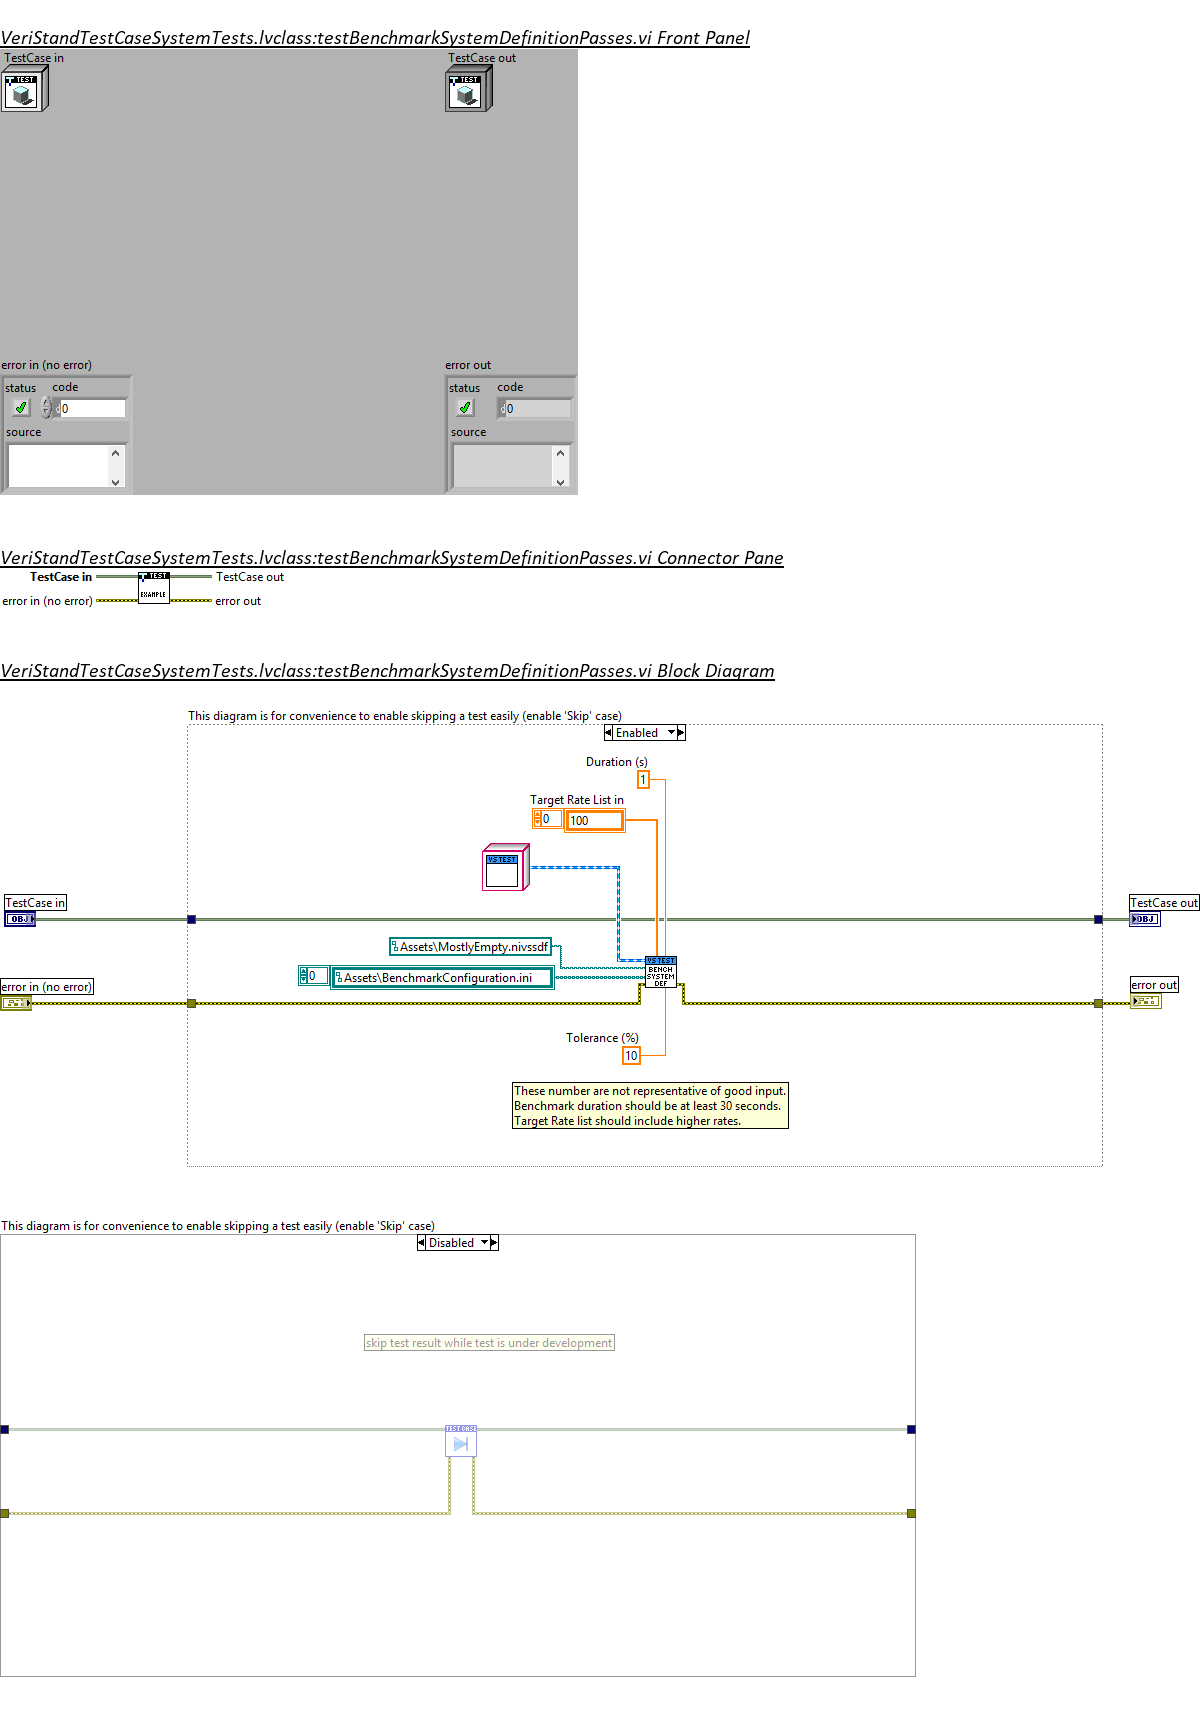 VeriStandTestCaseSystemTests.lvclass:testBenchmarkSystemDefinitionPasses.vi Front Panel
TestCase in
TestCase out
TEST
TEST
error in (no error)
error out
status
code
status
code
d
0
d
0
source
source
VeriStandTestCaseSystemTests.lvclass:testBenchmarkSystemDefinitionPasses.vi Connector Pane
TestCase in
TEST
TestCase out
error in (no error)
EXAMPLE
error out
VeriStandTestCaseSystemTests.lvclass:testBenchmarkSystemDefinitionPasses.vi Block Diagram
This diagram is for convenience to enable skipping a test easily (enable 'Skip' case)
Enabled
Duration (s)
1
Target Rate List in
0
100
VS TEST
TestCase in
OBJ
TestCase out
OBJ
Assets\MostlyEmpty.nivssdf
0
Assets\BenchmarkConfiguration.ini
VS TEST
BENCH
SYSTEM
DEF
error in (no error)
error out
Tolerance (%)
10
These number are not representative of good input.
Benchmark duration should be at least 30 seconds.
Target Rate list should include higher rates.
This diagram is for convenience to enable skipping a test easily (enable 'Skip' case)
Disabled
skip test result while test is under development
TEST CASE